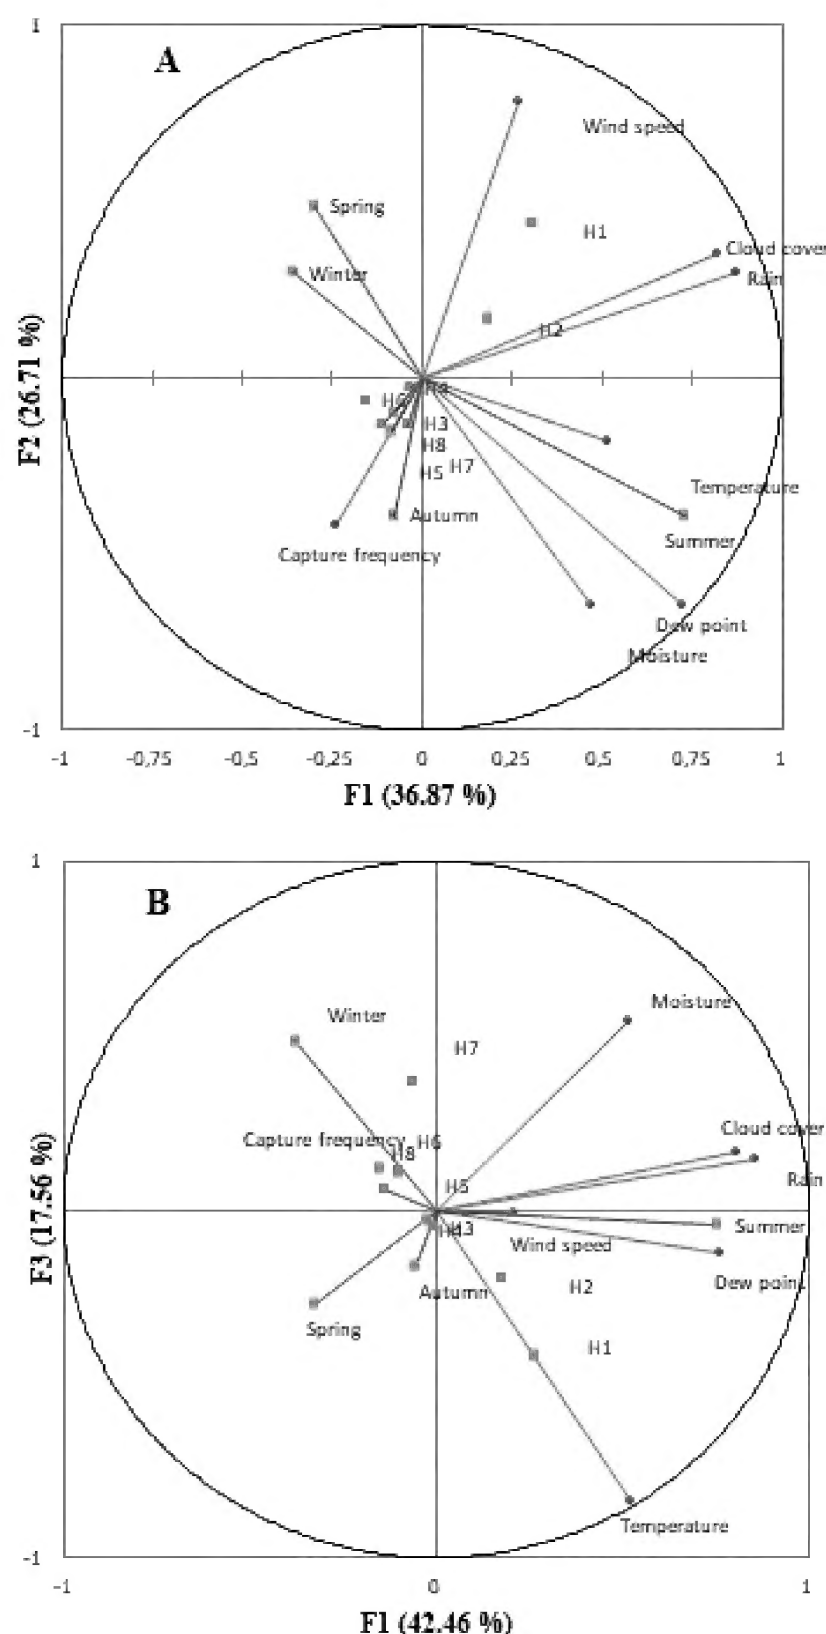 1
A
Wind speed
Spring
H1
Cloud cover
Winter
Rain
H2
F2 (26.71 %)
H6
H3
H8
H5 H7
Temperature
Autumn
Summer
Capture frequency
Dew point
Moisture
-1
-1 -0,75 -0,5 -0,25 0 0,25 0,5 0,75 1
F1 (36.87 %)
1
B
Moisture
Winter
H7
Cloud cover
Capture frequency H6
H8
Rain
H5
F3 (17.56 %)
Summer
H3
Wind speed
Dew point
H2
Autumn
Spring
H1
Temperature
-1
-1 0 1
F1 (42.46 %)